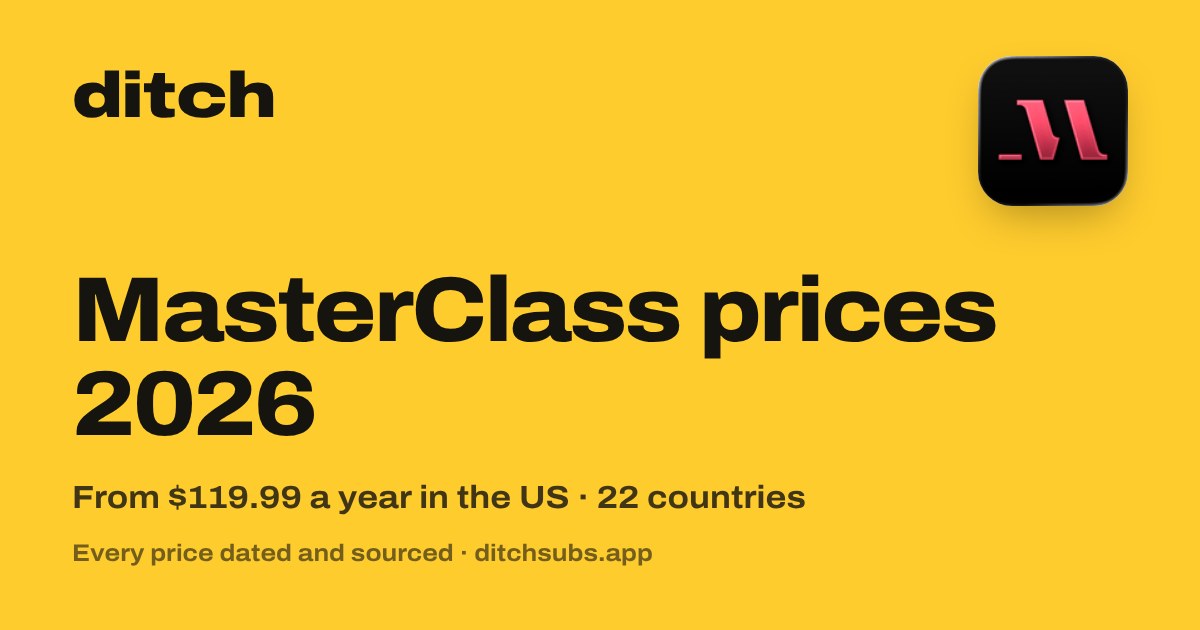 ditch
MasterClass prices
2026
From $119.99 a year in the US · 22 countries
Every price dated and sourced · ditchsubs.app